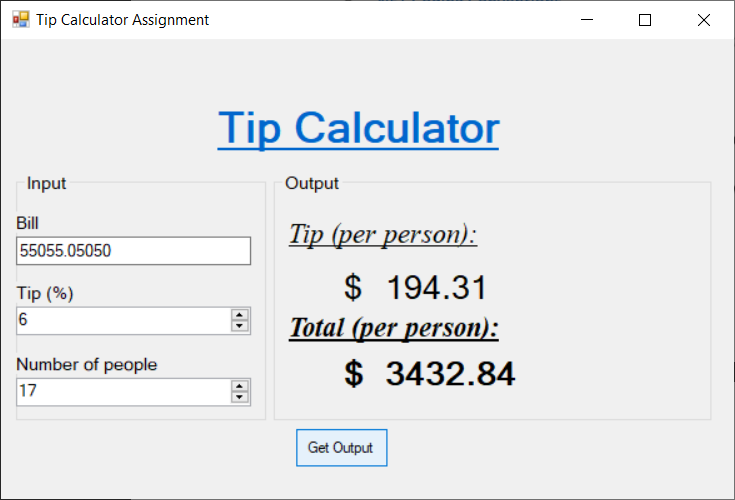 Tip Calculator Assignment
Tip Calculator
Input
Bill
55055.05050
Tip (%)
6
Number of people
17
Output
Tip (per person):
$ 194.31
Total (per person):
$ 3432.84
Get Output